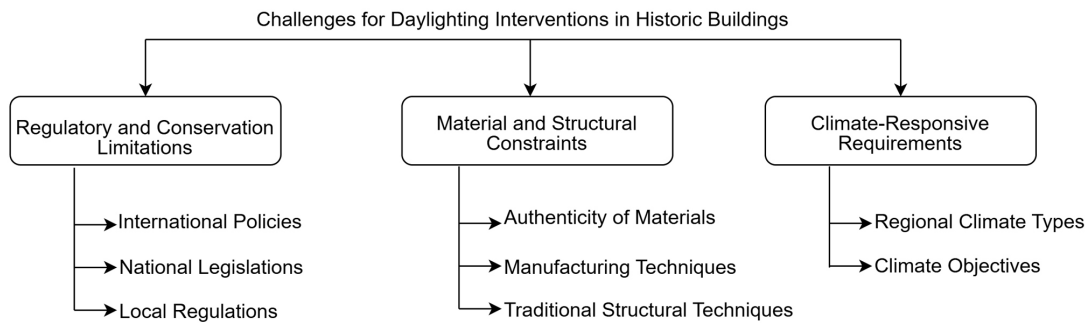 Challenges for Daylighting Interventions in Historic Buildings
Regulatory and Conservation
Limitations
International Policies
National Legislations
Local Regulations
Material and Structural
Constraints
Authenticity of Materials
Manufacturing Techniques
Traditional Structural Techniques
Climate-Responsive
Requirements
Regional Climate Types
Climate Objectives